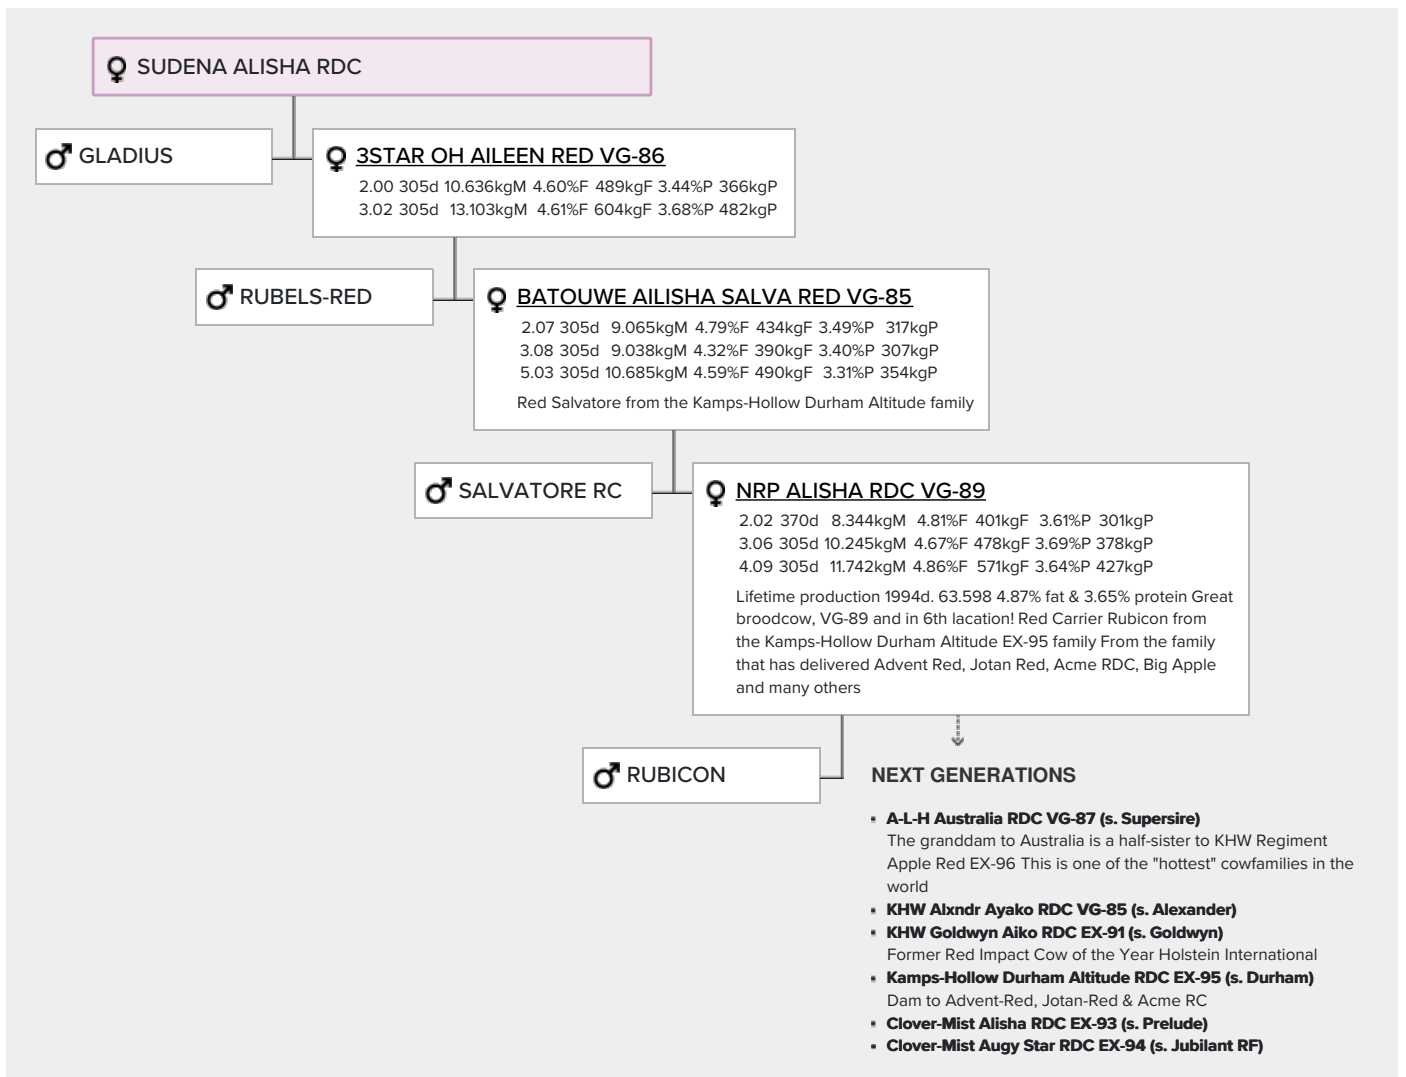 SUDENA ALISHA RDC
GLADIUS
3STAR OH AILEEN RED VG-86
2.00 305d 10.636kgM 4.60%F 489kgF 3.44%P 366kgP
3.02 305d 13.103kgM 4.61%F 604kgF 3.68%P 482kgP
RUBELS-RED
BATOUWE AILISHA SALVA RED VG-85
2.07 305d 9.065kgM 4.79%F 434kgF 3.49%P 317kgP
3.08 305d 9.038kgM 4.32%F 390kgF 3.40%P 307kgP
5.03 305d 10.685kgM 4.59%F 490kgF 3.31%P 354kgP
Red Salvatore from the Kamps-Hollow Durham Altitude family
SALVATORE RC
NRP ALISHA RDC VG-89
2.02 370d 8.344kgM 4.81%F 401kgF 3.61%P 301kgP
3.06 305d 10.245kgM 4.67%F 478kgF 3.69%P 378kgP
4.09 305d 11.742kgM 4.86%F 571kgF 3.64%P 427kgP
Lifetime production 1994d. 63.598 4.87% fat & 3.65% protein Great
broodcow, VG-89 and in 6th lacation! Red Carrier Rubicon from
the Kamps-Hollow Durham Altitude EX-95 family From the family
that has delivered Advent Red, Jotan Red, Acme RDC, Big Apple
and many others
RUBICON
NEXT GENERATIONS
A-L-H Australia RDC VG-87 (s. Supersire)
The granddam to Australia is a half-sister to KHW Regiment
Apple Red EX-96 This is one of the "hottest" cowfamilies in the
world
KHW Alxndr Ayako RDC VG-85 (s. Alexander)
KHW Goldwyn Aiko RDC EX-91 (s. Goldwyn)
Former Red Impact Cow of the Year Holstein International
Kamps-Hollow Durham Altitude RDC EX-95 (s. Durham)
Dam to Advent-Red, Jotan-Red & Acme RC
Clover-Mist Alisha RDC EX-93 (s. Prelude)
Clover-Mist Augy Star RDC EX-94 (s. Jubilant RF)